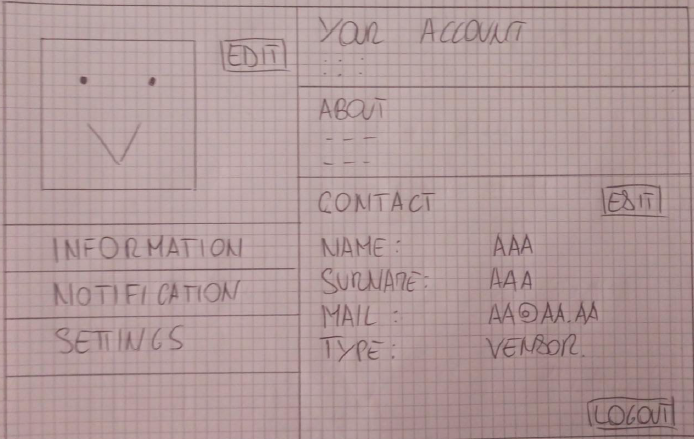 EDIT
INFORMATION
NOTIFICATION
SETTINGS
YOUR ACCOUNT
ABOUT
CONTACT EDIT
NAME: AAA
SURNAME: AAA
MAIL: AA@AA.AA
TYPE: VENDOR.
LOGOUT